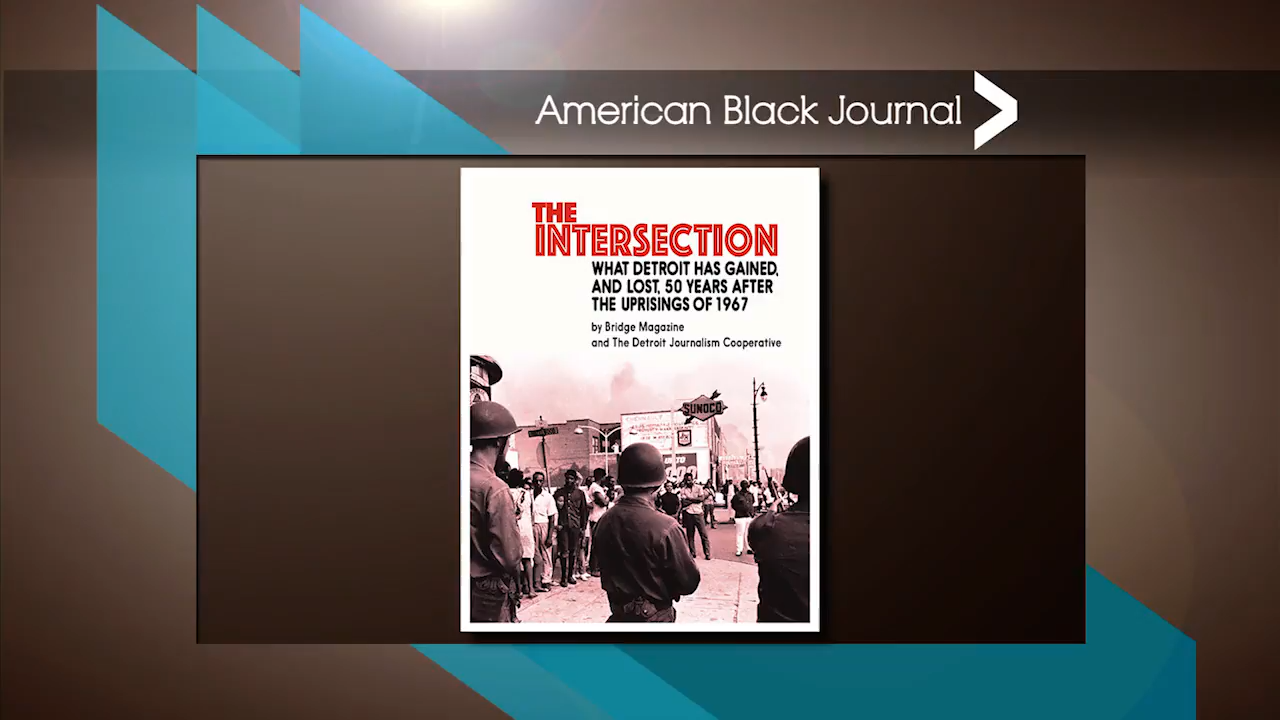 American Black Journal
THE
INTERSECTION
WHAT DETROIT HAS GAINED,
AND LOST, 50 YEARS AFTER
THE UPRISINGS OF 1967
by Bridge Magazine
and The Detroit Journalism Cooperative
SUNOCO